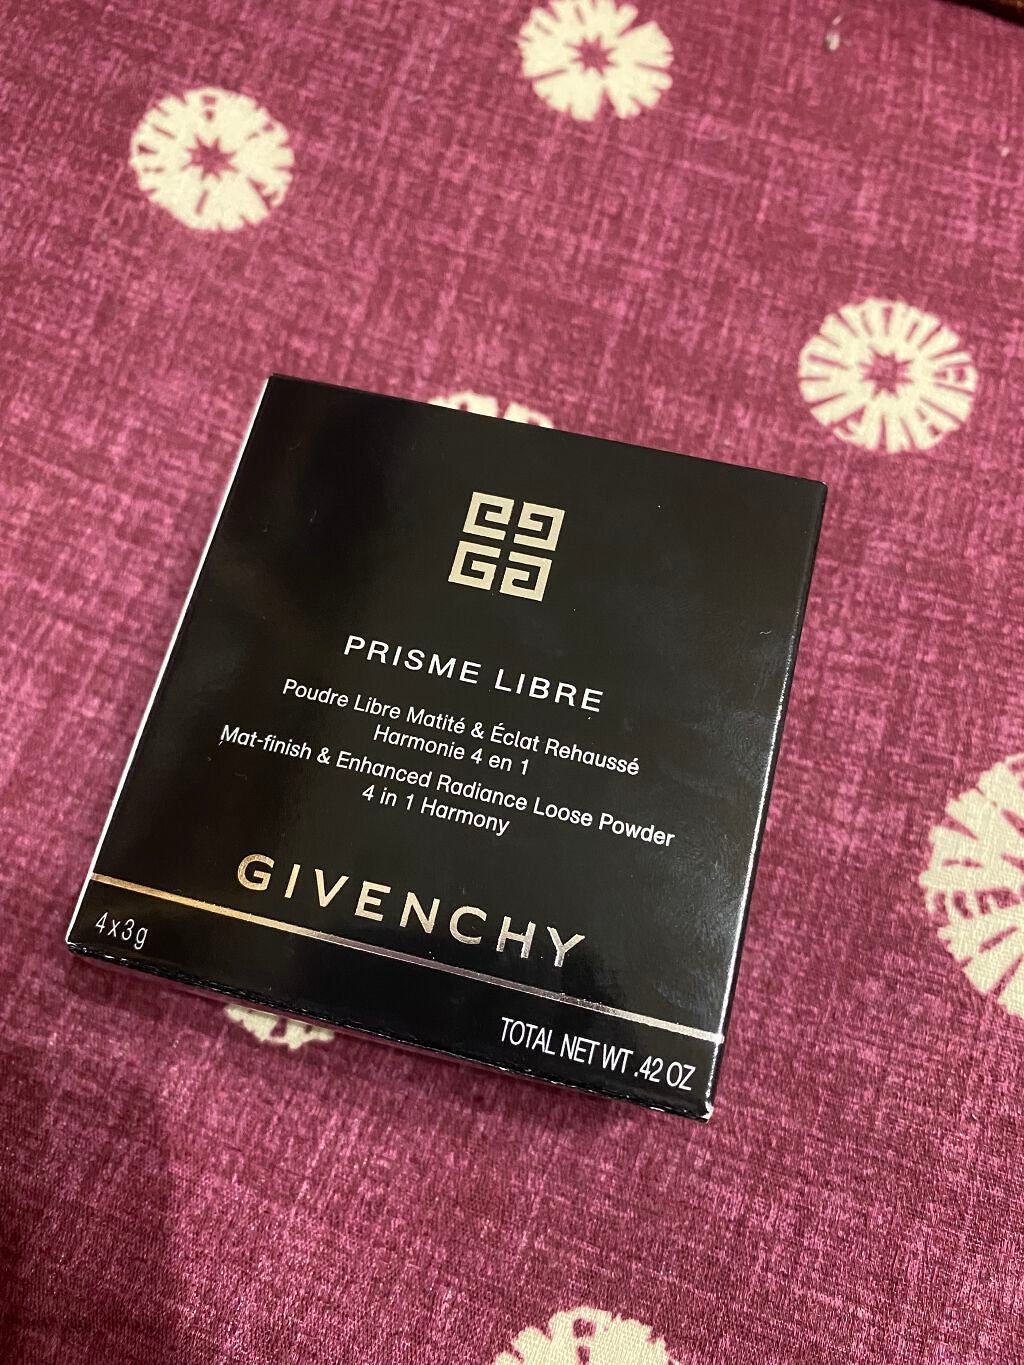 PRISME LIBRE
Poudre Libre Matité & Éclat Rehaussé
Harmonie 4 en 1
Mat-finish & Enhanced Radiance Loose Powder
4 in 1 Harmony
GIVENCHY
4x3g
TOTAL NET WT .42 OZ